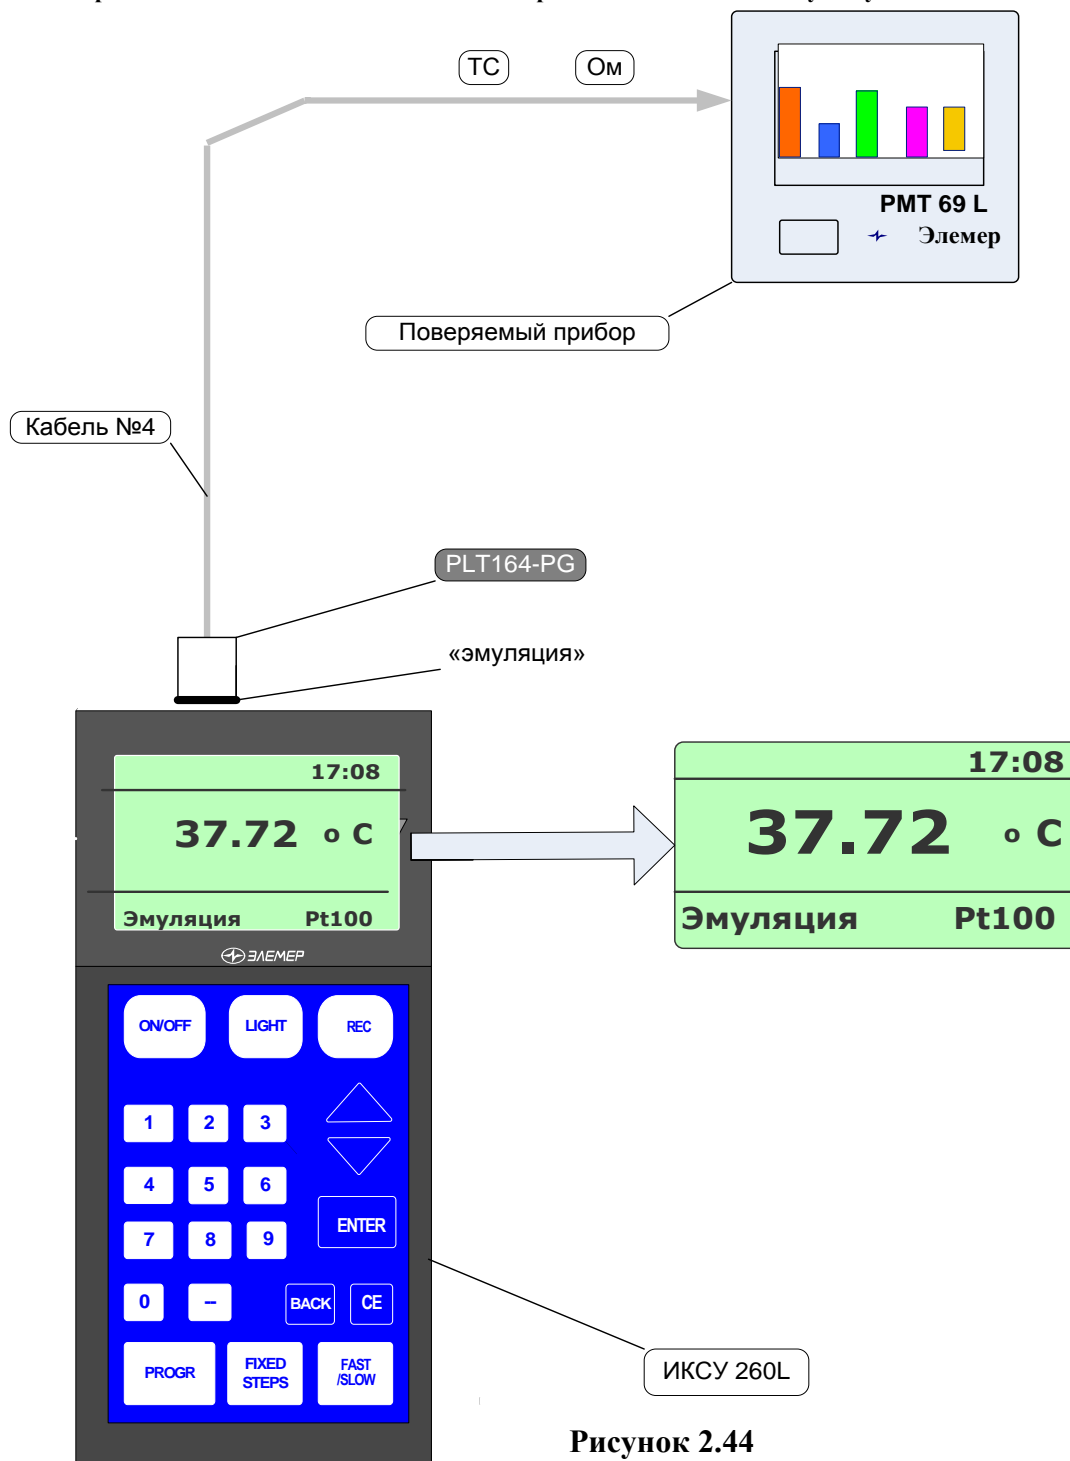 ТС Ом
РМТ 69 L
Элемер
Поверяемый прибор
Кабель №4
PLT164-PG
«эмуляция»
17:08
37.72 o C
Эмуляция Pt100
17:08
37.72 o C
Эмуляция Pt100
ЭЛЕМЕР
ON/OFF LIGHT REC
1 2 3
4 5 6
7 8 9
ENTER
0 –
BACK CE
PROGR FIXED STEPS FAST /SLOW
ИКСУ 260L
Рисунок 2.44